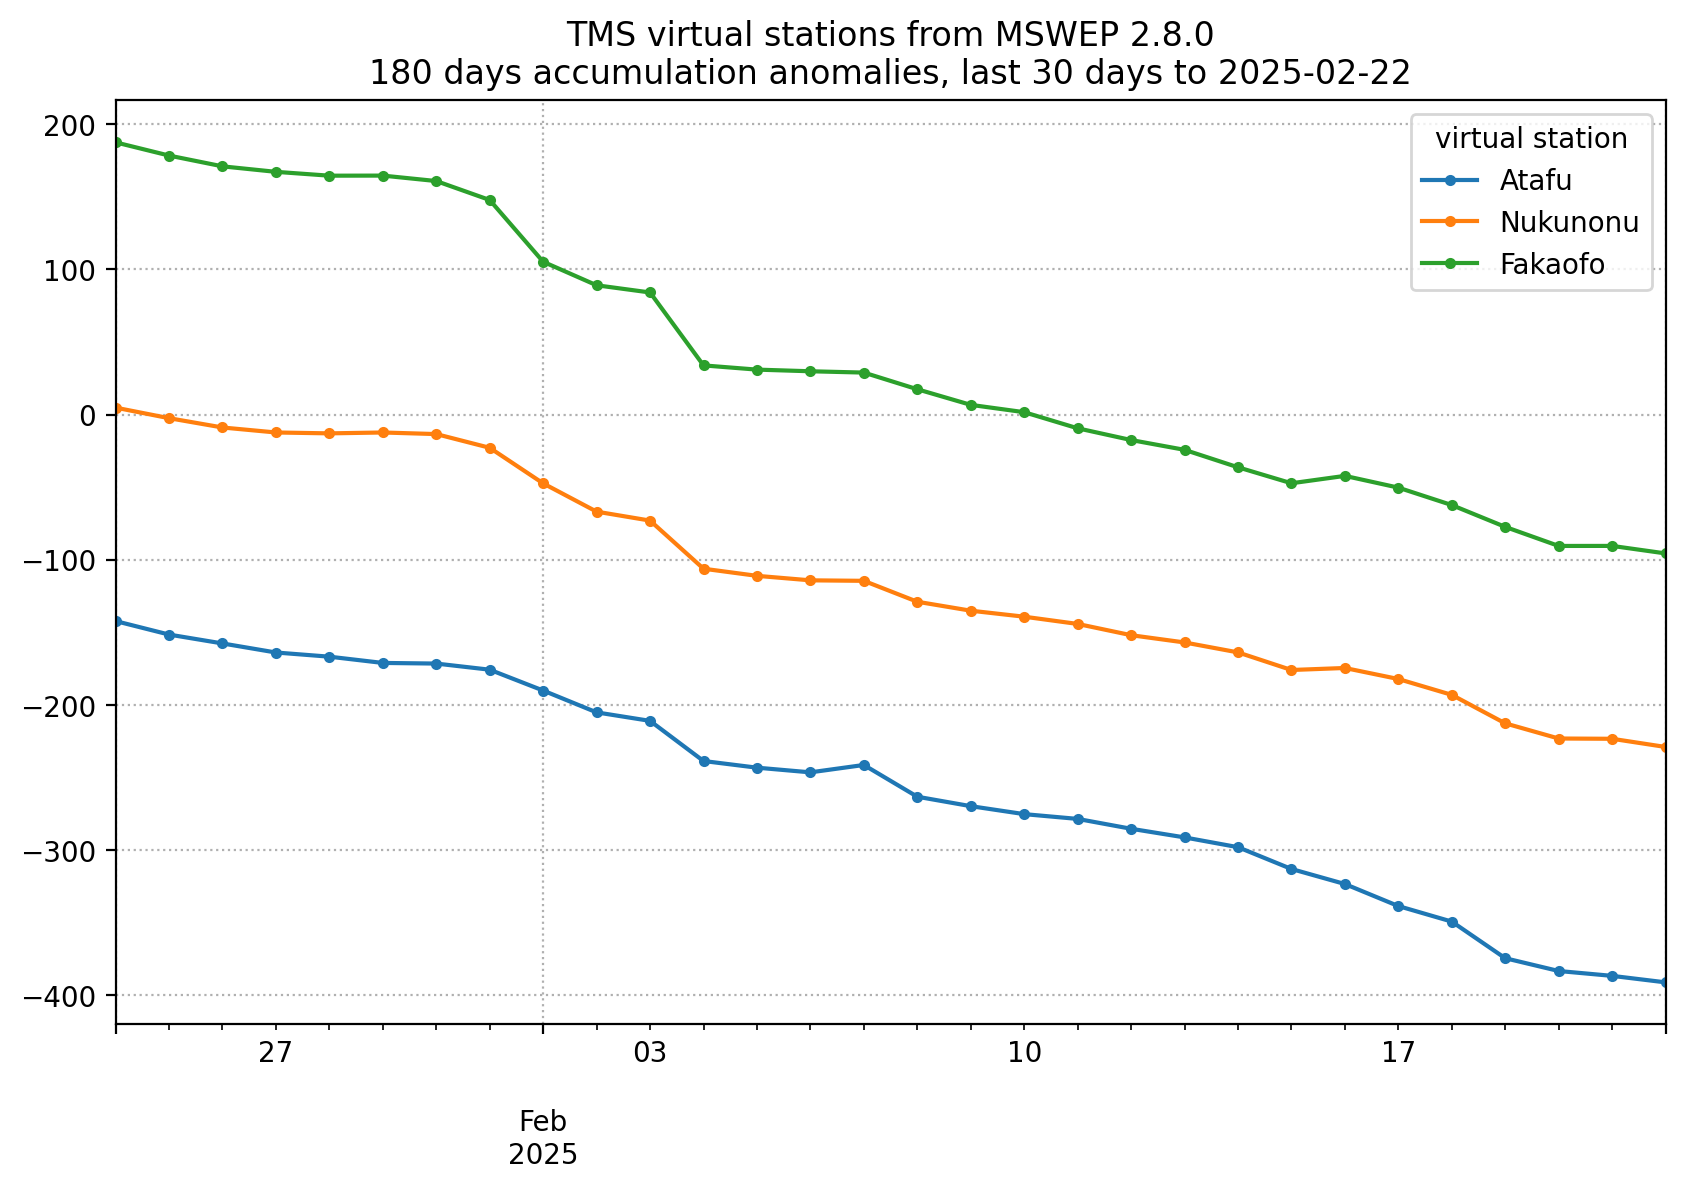 TMS virtual stations from MSWEP 2.8.0
180 days accumulation anomalies, last 30 days to 2025-02-22
virtual station
Atafu
Nukunonu
Fakaofo
200
100
0
−100
−200
−300
−400
27
03
10
17
Feb
2025